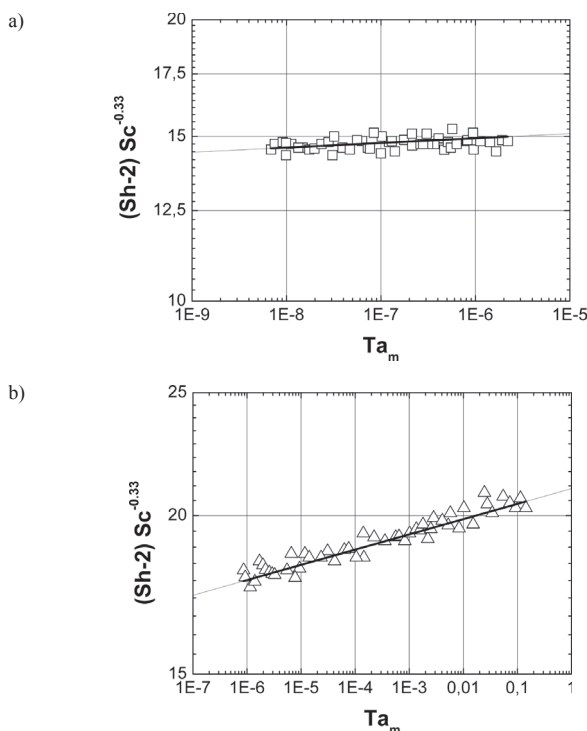 a)
20
17,5
15
12,5
10
(Sh-2) Sc^-0.33
1E-9 1E-8 1E-7 1E-6 1E-5
Ta_m
b)
25
20
15
(Sh-2) Sc^-0.33
1E-7 1E-6 1E-5 1E-4 1E-3 0,01 0,1 1
Ta_m